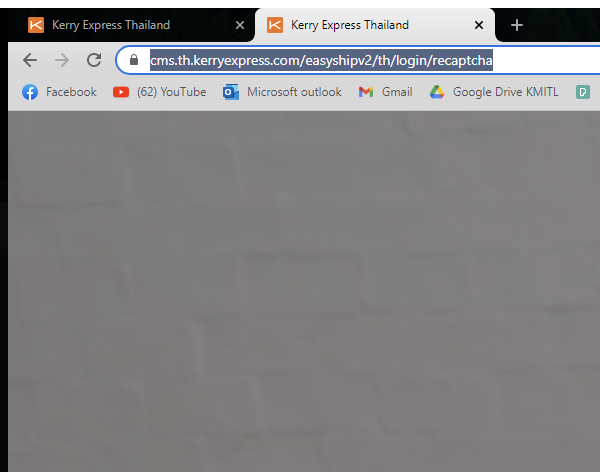 Kerry Express Thailand
Kerry Express Thailand
cms.th.kerryexpress.com/easyshipv2/th/login/recaptcha
Facebook (62) YouTube Microsoft outlook Gmail Google Drive KMITL